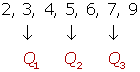 2, 3, 4, 5, 6, 7, 9
↓ ↓ ↓
Q₁ Q₂ Q₃